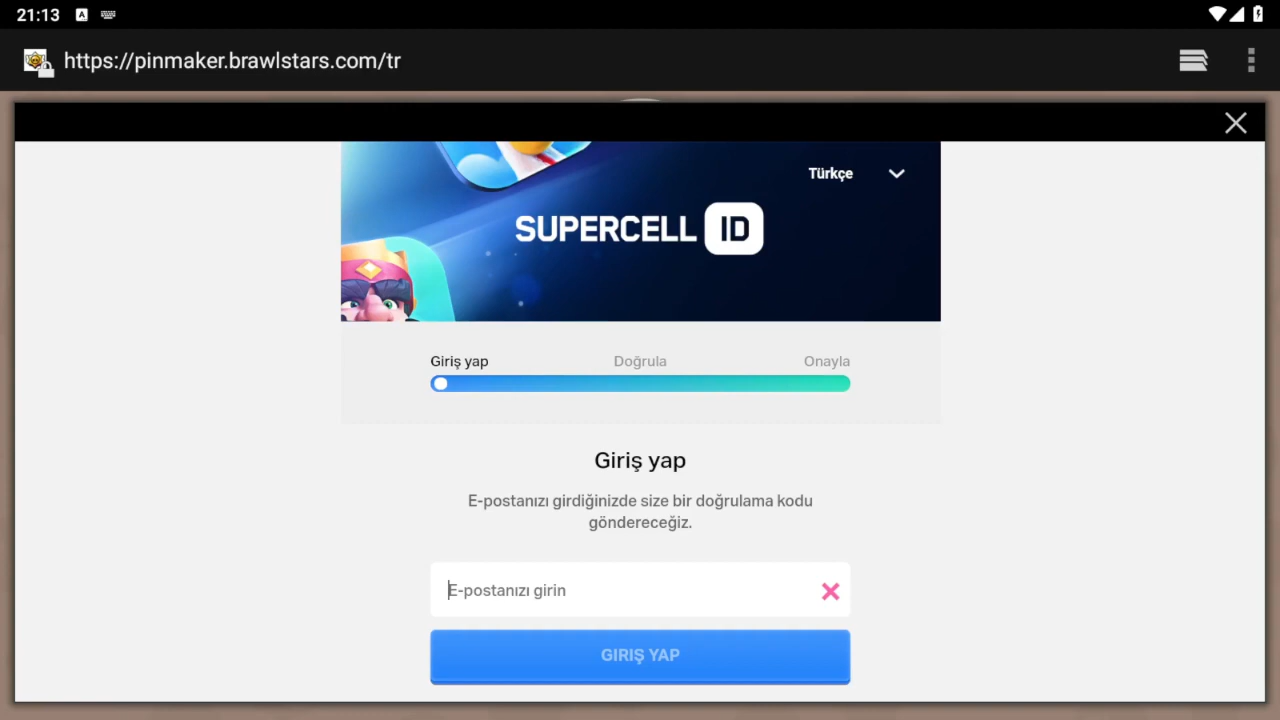 21:13 A
https://pinmaker.brawlstars.com/tr
Türkçe
SUPERCELL ID
Giriş yap Doğrula Onayla
Giriş yap
E-postanızı girdiğinizde size bir doğrulama kodu
göndereceğiz.
E-postanızı girin
GIRIŞ YAP